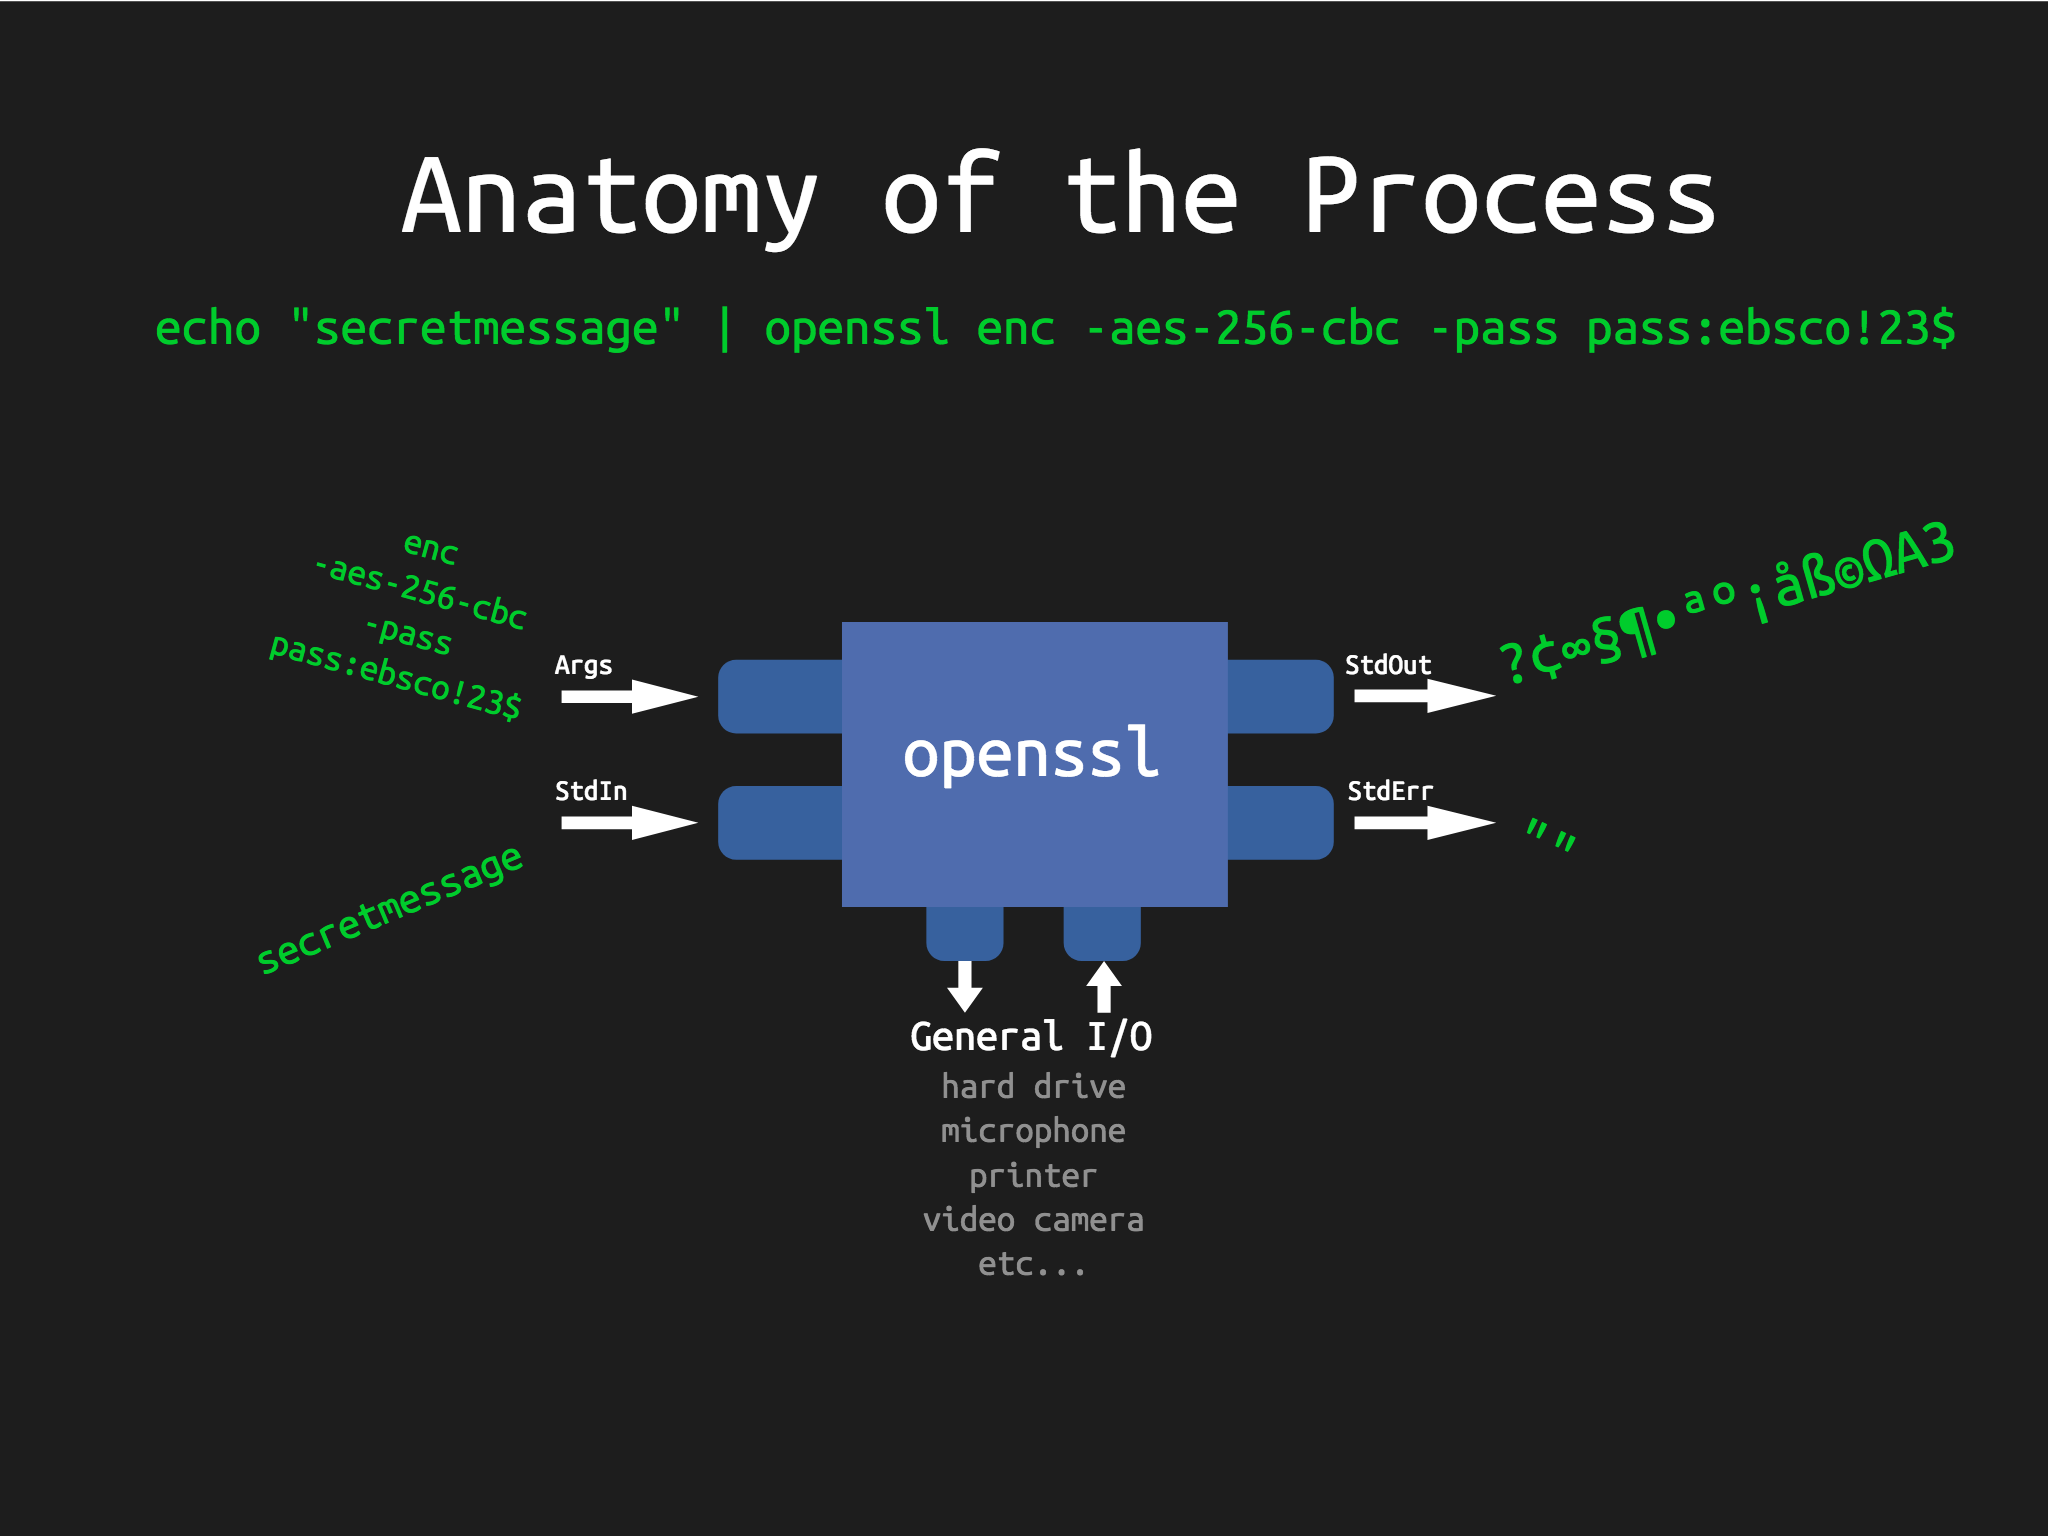 Anatomy of the Process
echo "secretmessage" | openssl enc -aes-256-cbc -pass pass:ebsco!23$
enc
-aes-256-cbc
-pass
pass:ebsco!23$
Args
StdIn
secretmessage
openssl
StdOut
?¢∞§¶•ªº¡åß©ΩA3
StdErr
""
General I/O
hard drive
microphone
printer
video camera
etc...